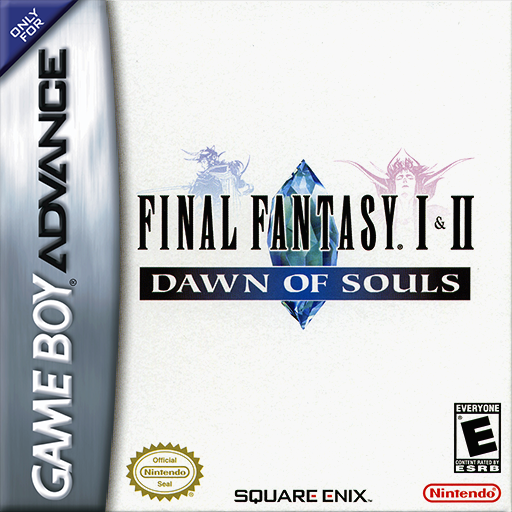 ONLY
FOR
GAME BOY ADVANCE
FINAL FANTASY® I & II
DAWN OF SOULS
Official
Nintendo
Seal
SQUARE ENIX™
EVERYONE
E
CONTENT RATED BY
ESRB
Nintendo